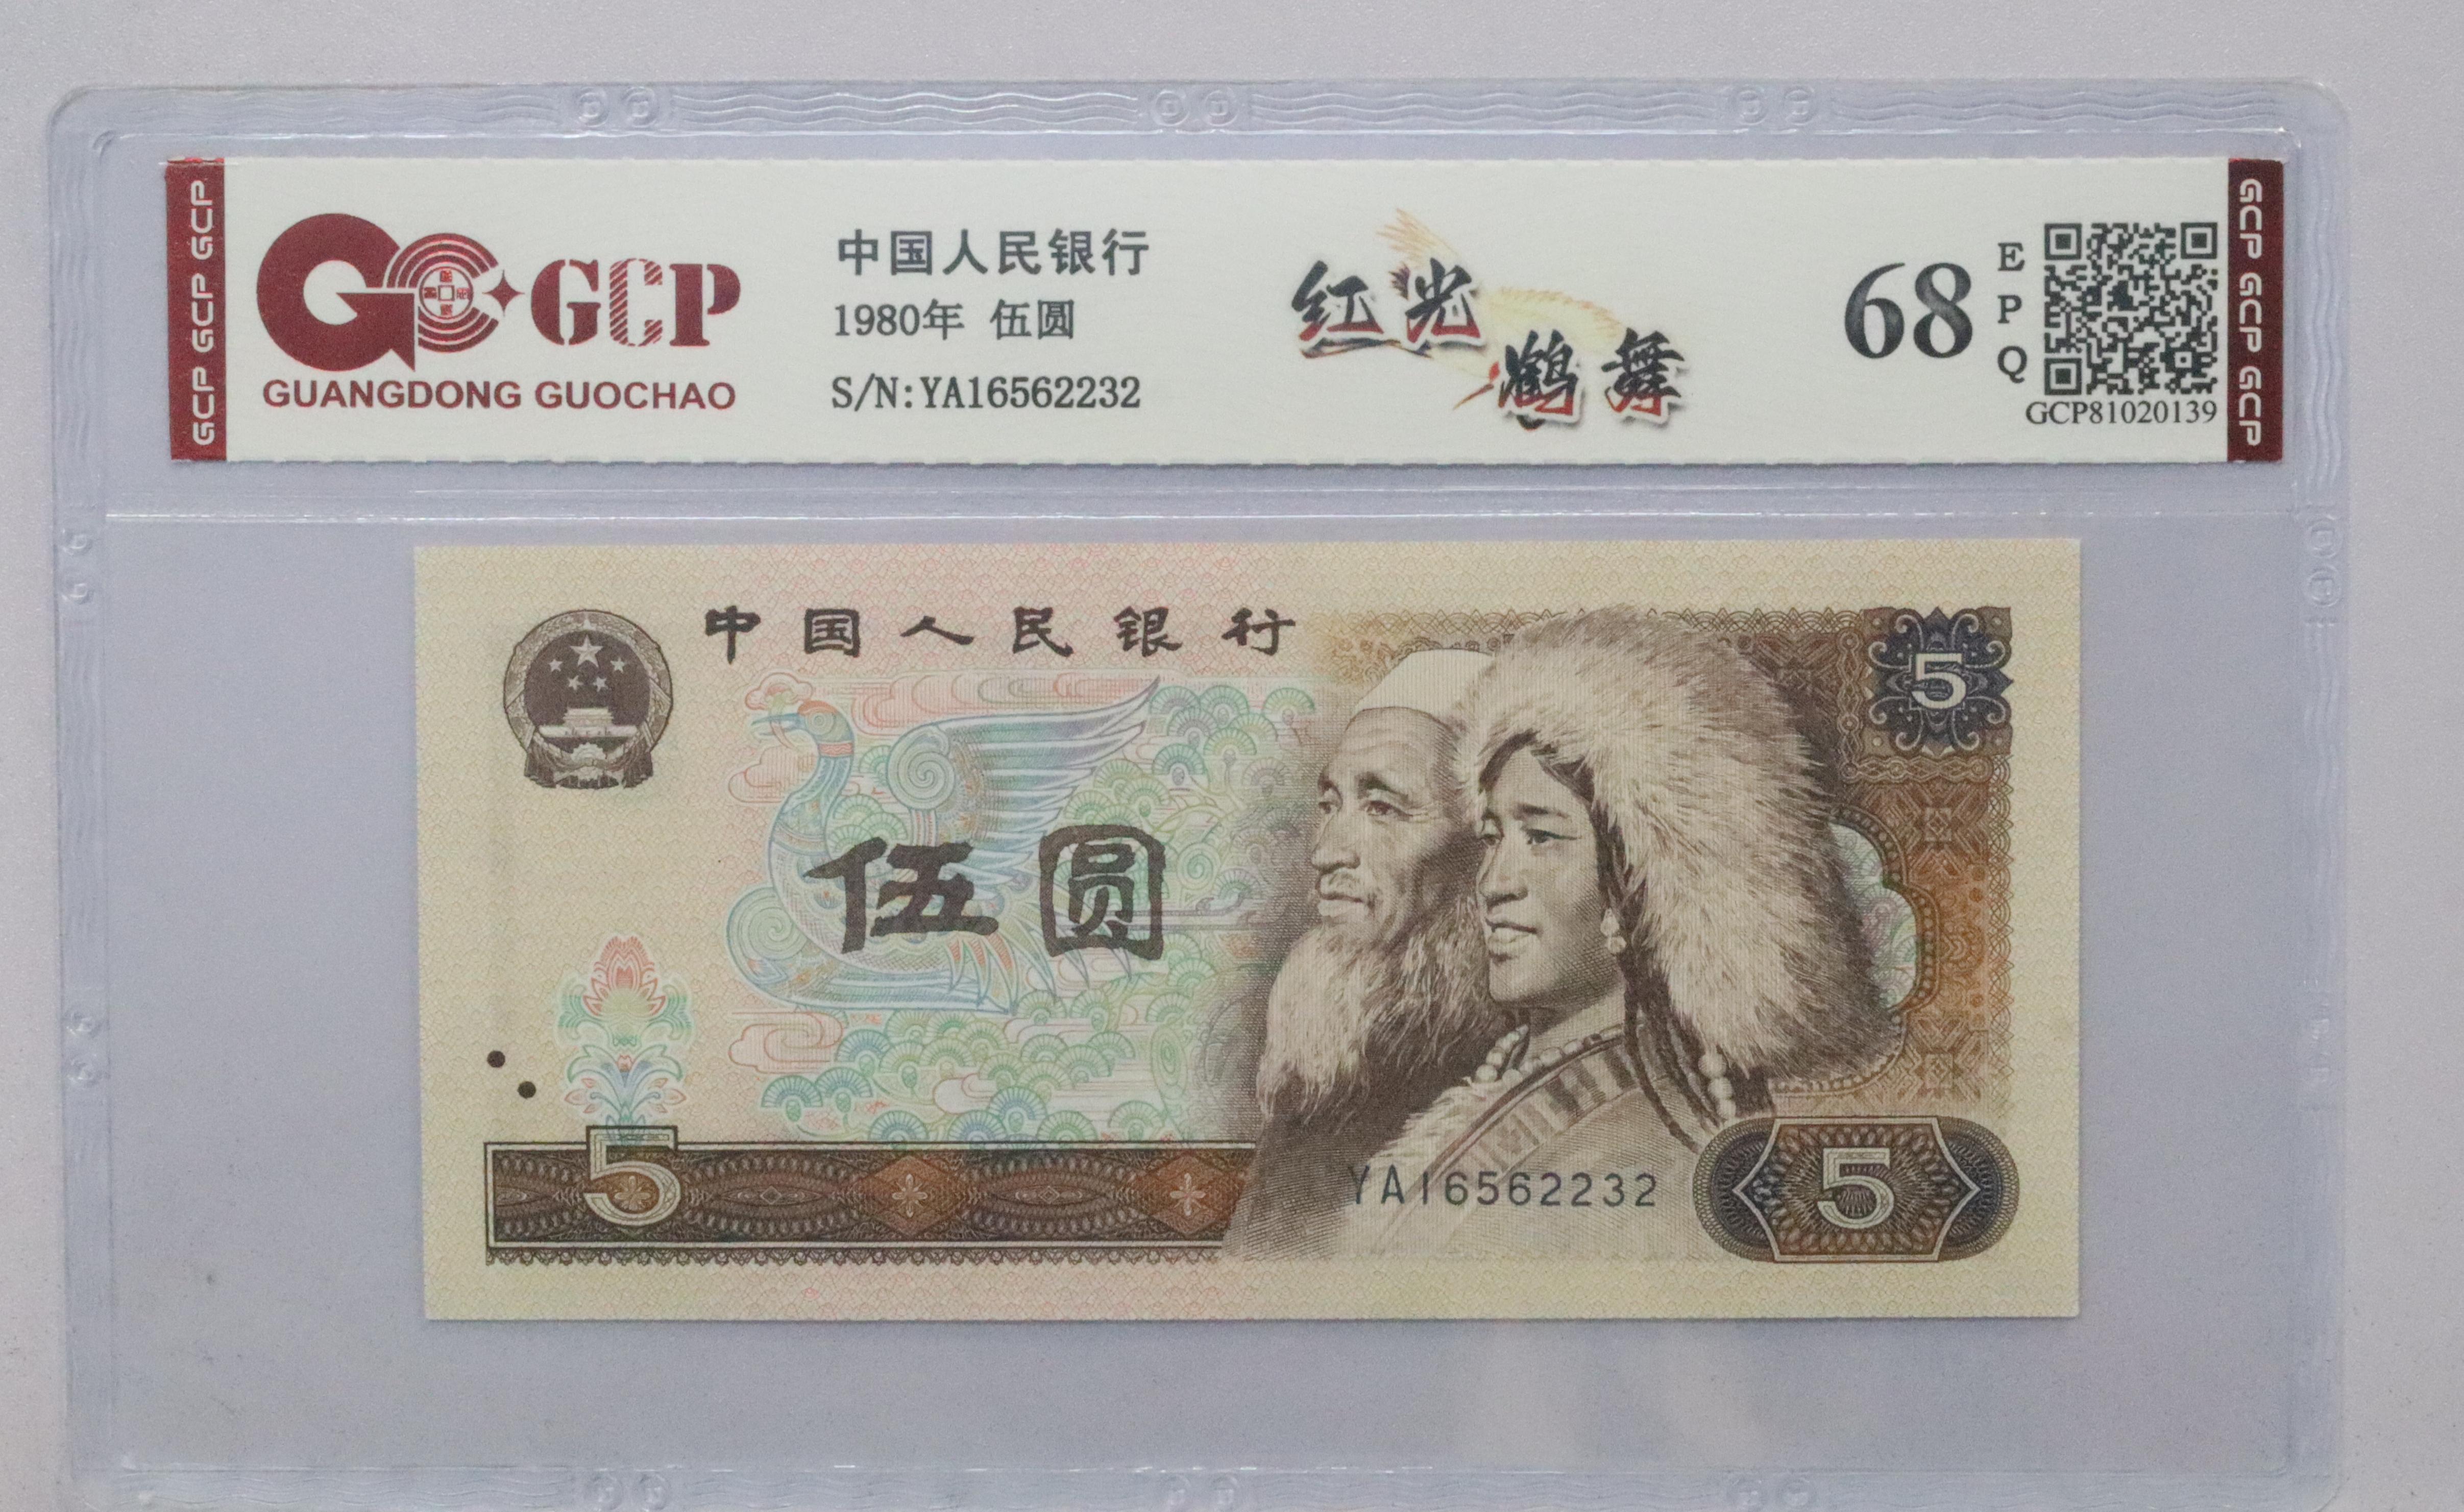 GCP GCP GCP
GCP
GUANGDONG GUOCHAO
中国人民银行
1980年 伍圆
S/N:YA16562232
红光
鹤舞
68
E
P
Q
GCP81020139
GCP GCP GCP
中国人民银行
5
伍圆
5
YA16562232
5